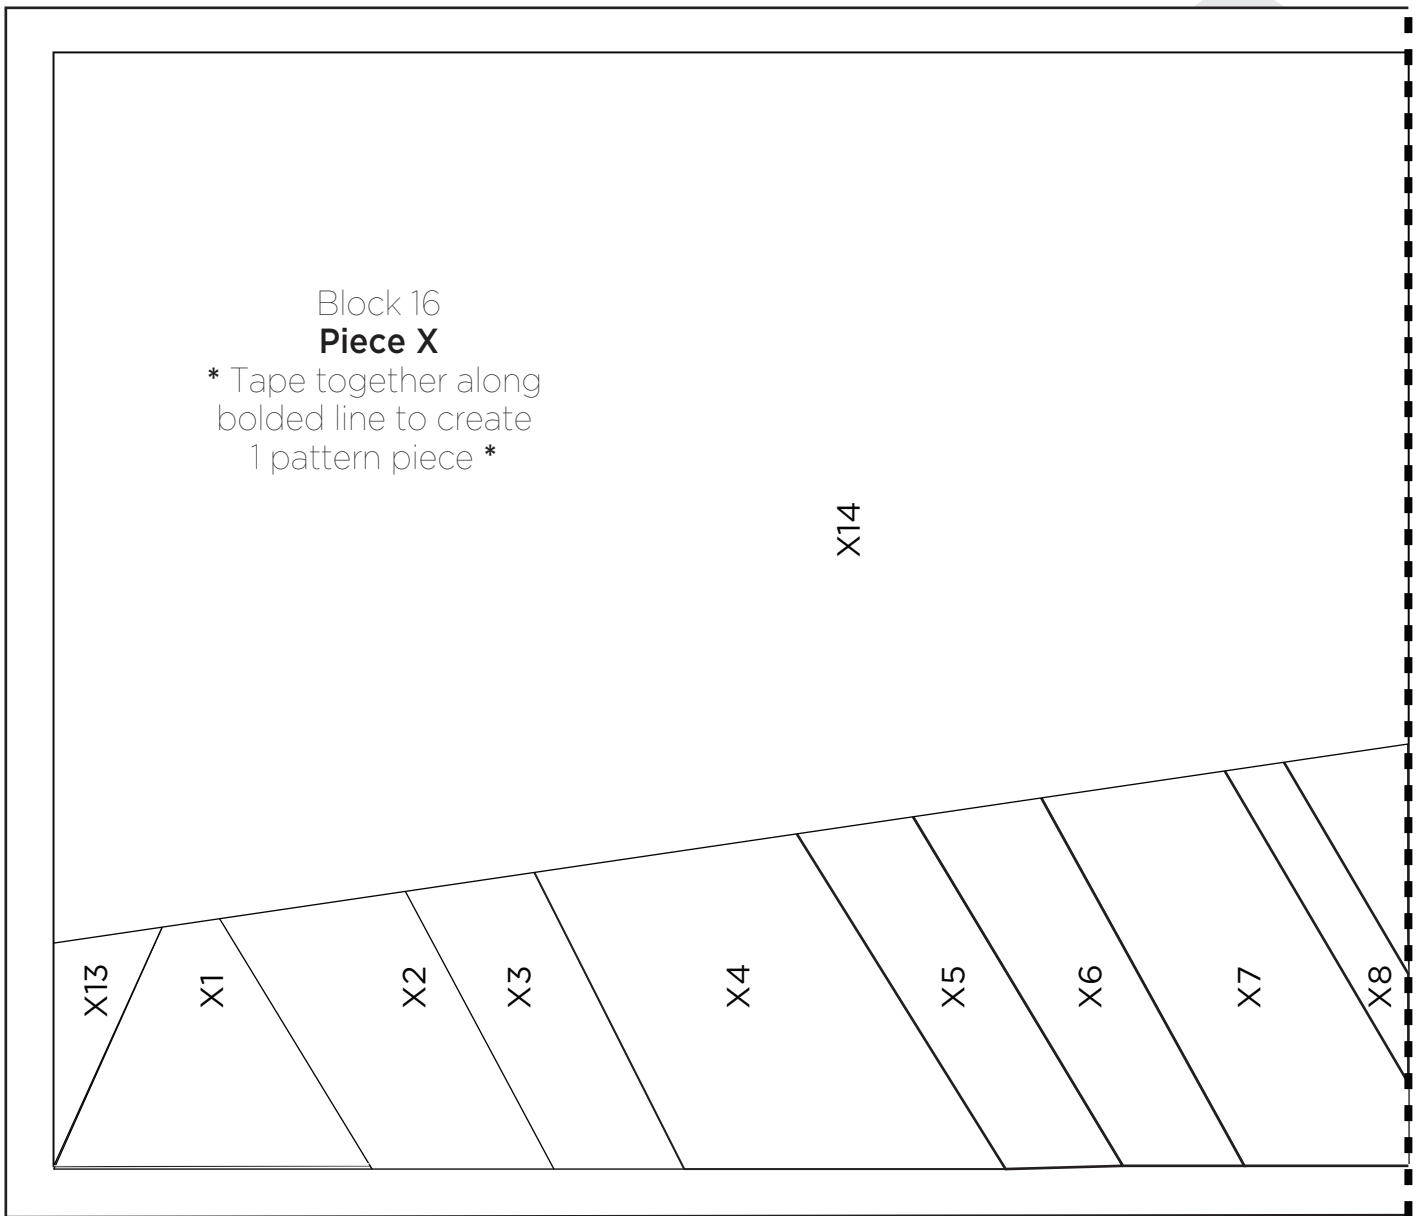 Block 16
Piece X
* Tape together along
bolded line to create
1 pattern piece *
X14
X13
X1
X2
X3
X4
X5
X6
X7
X8